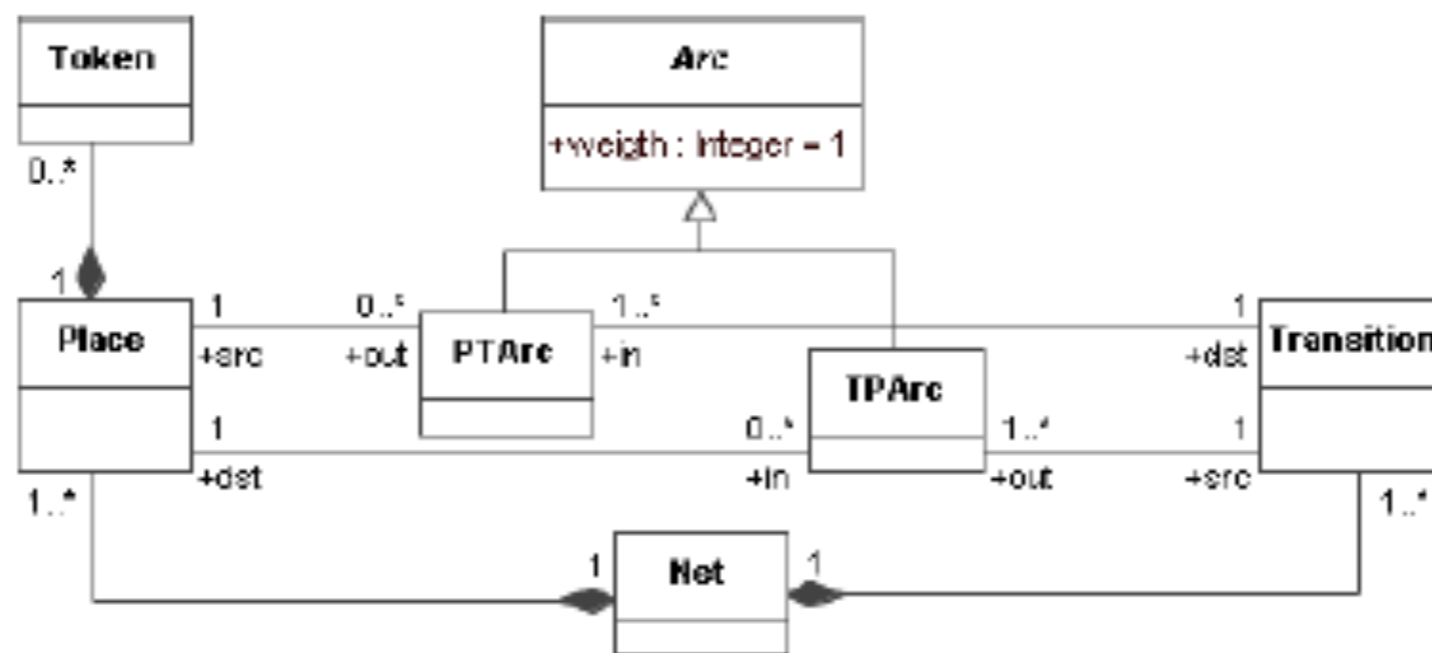 Token
Arc
+weigth : Integer = 1
0..*
1
Place
1
+src
0..*
+out
PTArc
1..*
+in
1
+dst
Transition
TPArc
1
+dst
0..*
+in
1..*
+out
1
+src
1..*
1
Net
1
1..*